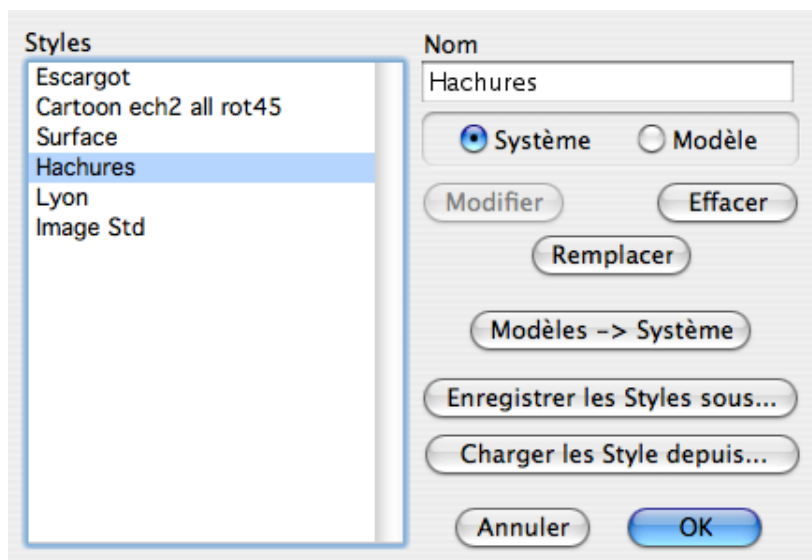 Styles
Escargot
Cartoon ech2 all rot45
Surface
Hachures
Lyon
Image Std
Nom
Hachures
Système
Modèle
Modifier
Effacer
Remplacer
Modèles -> Système
Enregistrer les Styles sous...
Charger les Style depuis...
Annuler
OK